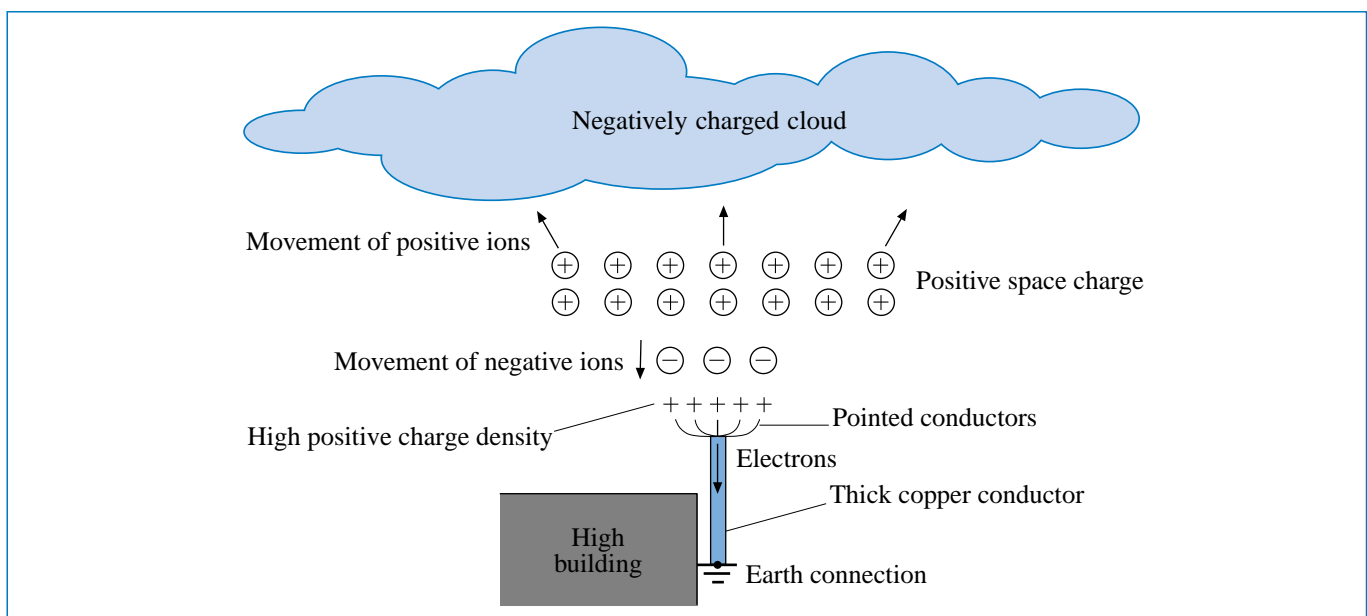 Negatively charged cloud
Movement of positive ions
Positive space charge
Movement of negative ions
High positive charge density
Pointed conductors
Electrons
Thick copper conductor
High
building
Earth connection